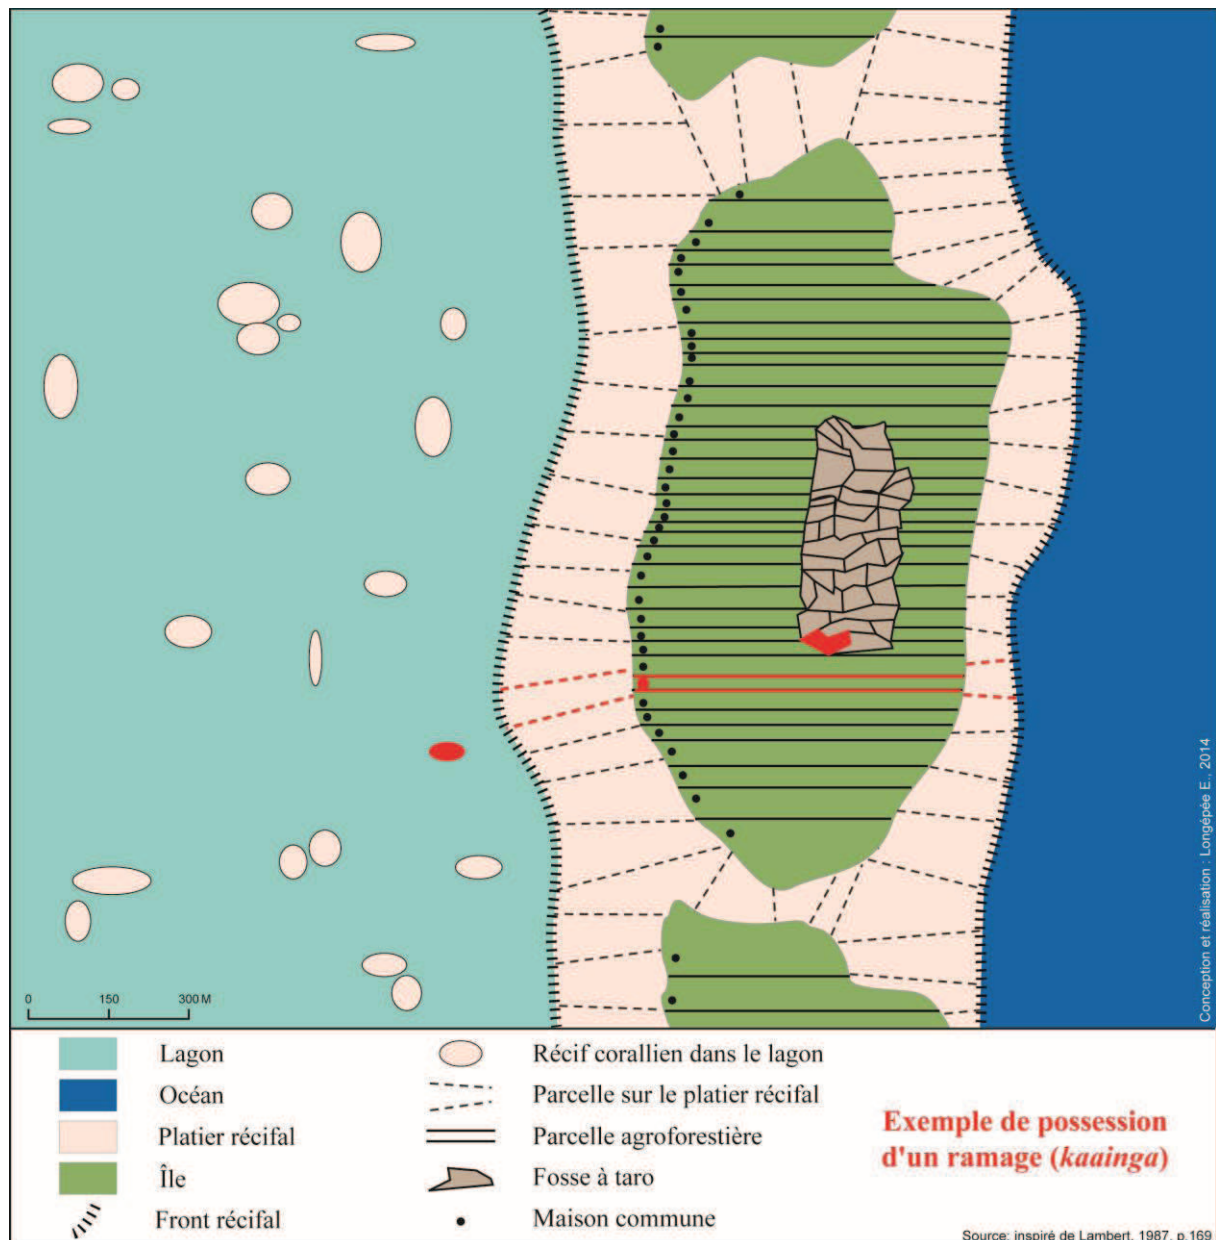 Conception et réalisation : Longépée E., 2014
0 150 300 M
Lagon
Océan
Platier récifal
Île
Front récifal
Récif corallien dans le lagon
Parcelle sur le platier récifal
Parcelle agroforestière
Fosse à taro
Maison commune
Exemple de possession
d'un ramage (kaainga)
Source: inspiré de Lambert, 1987, p.169